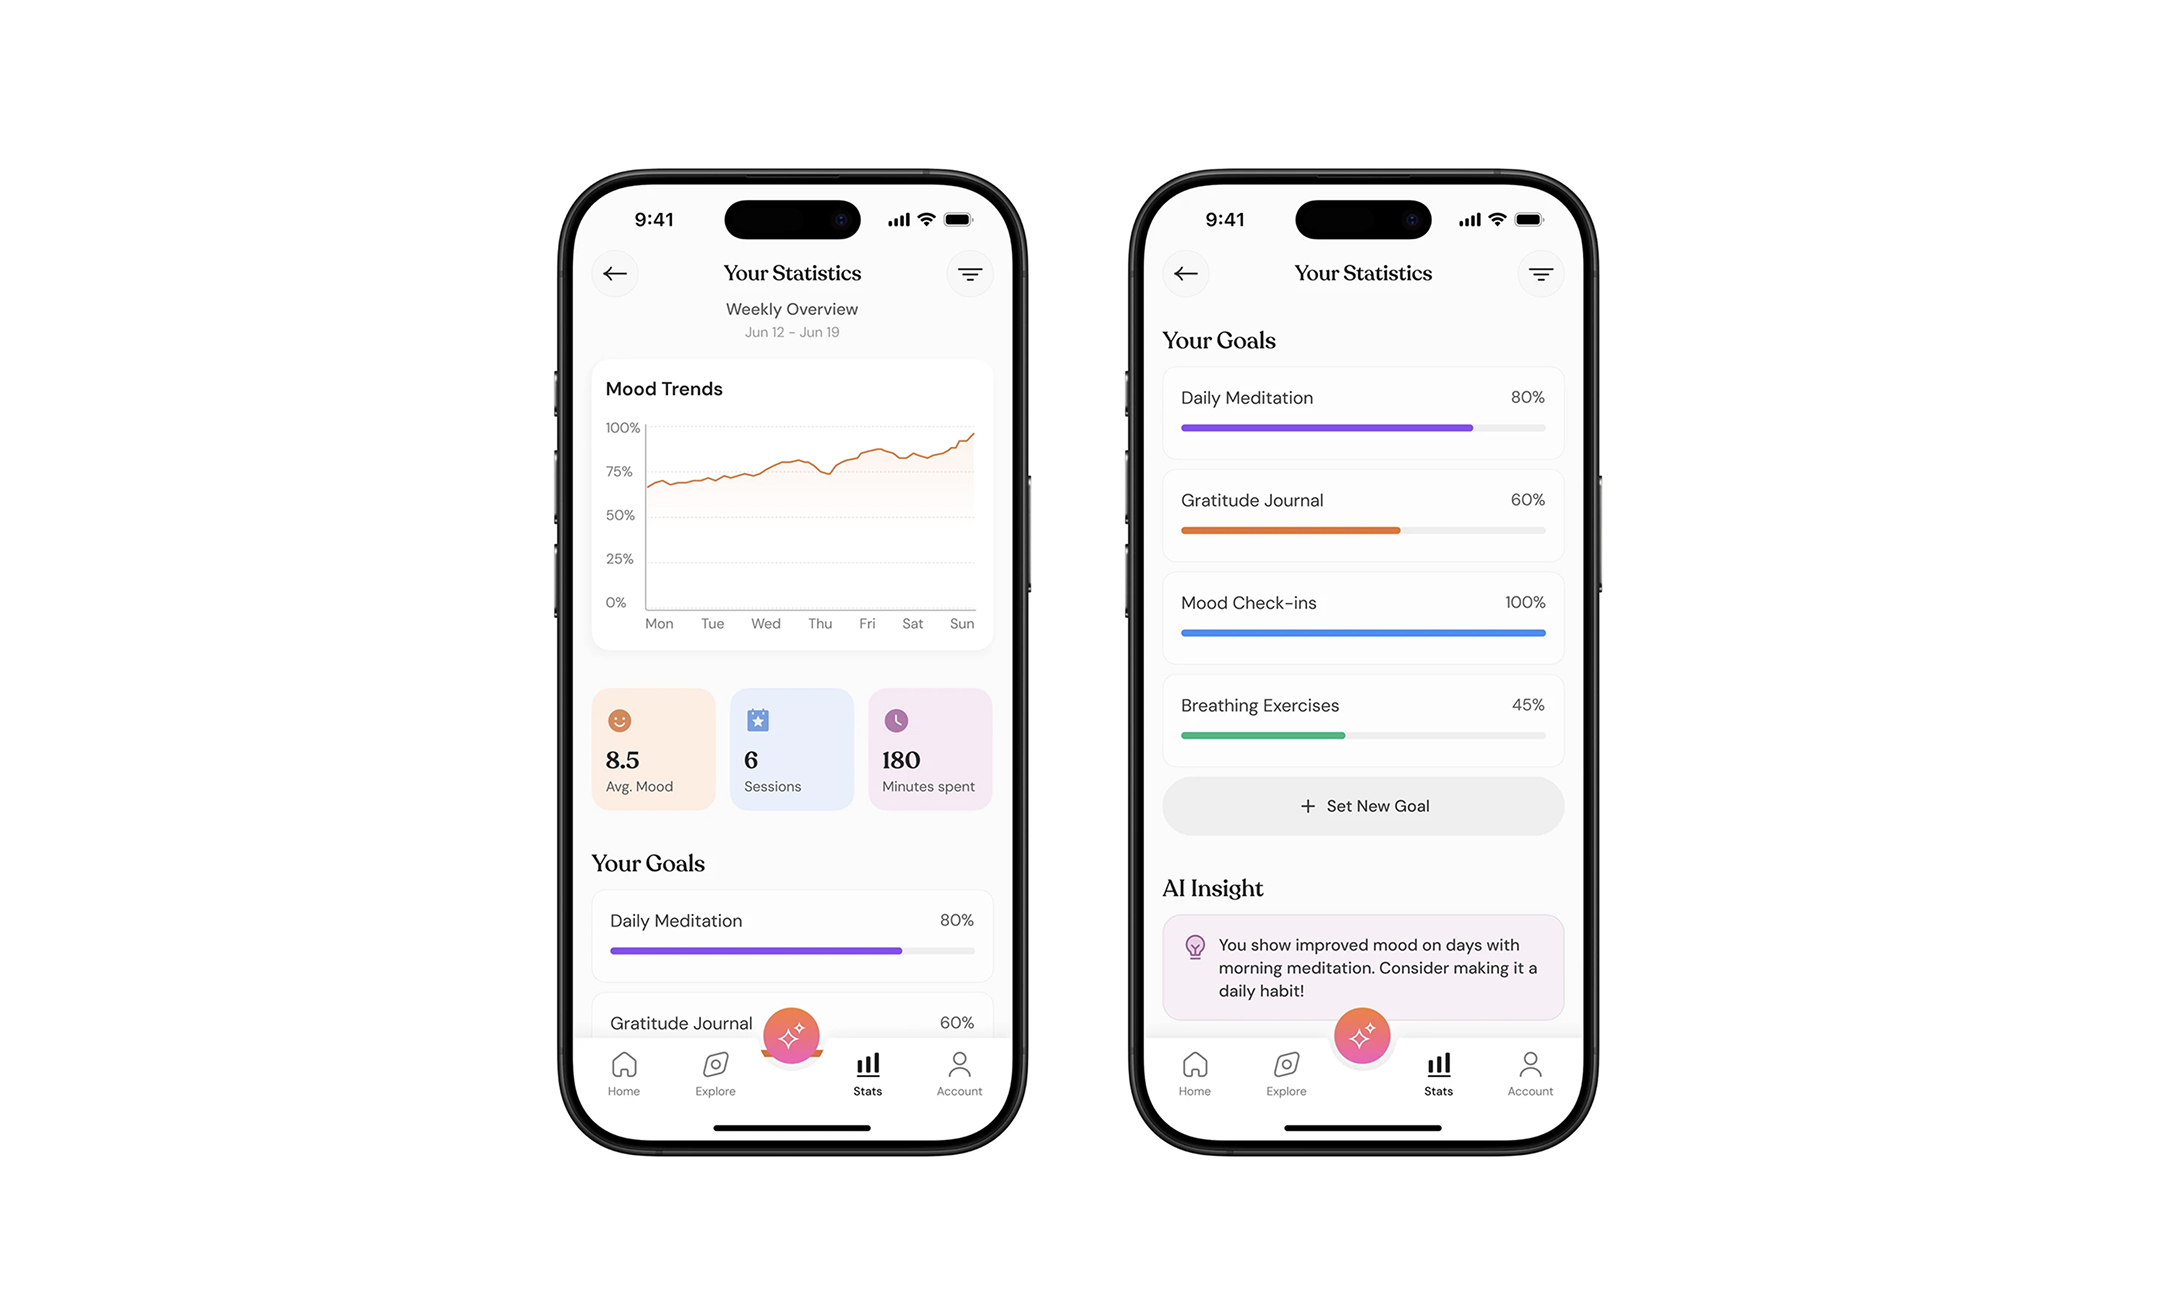 9:41
Your Statistics
Weekly Overview
Jun 12 - Jun 19
Mood Trends
100%
75%
50%
25%
0%
Mon Tue Wed Thu Fri Sat Sun
8.5
Avg. Mood
6
Sessions
180
Minutes spent
Your Goals
Daily Meditation 80%
Gratitude Journal 60%
Home Explore Stats Account
9:41
Your Statistics
Your Goals
Daily Meditation 80%
Gratitude Journal 60%
Mood Check-ins 100%
Breathing Exercises 45%
+ Set New Goal
AI Insight
You show improved mood on days with
morning meditation. Consider making it a
daily habit!
Home Explore Stats Account